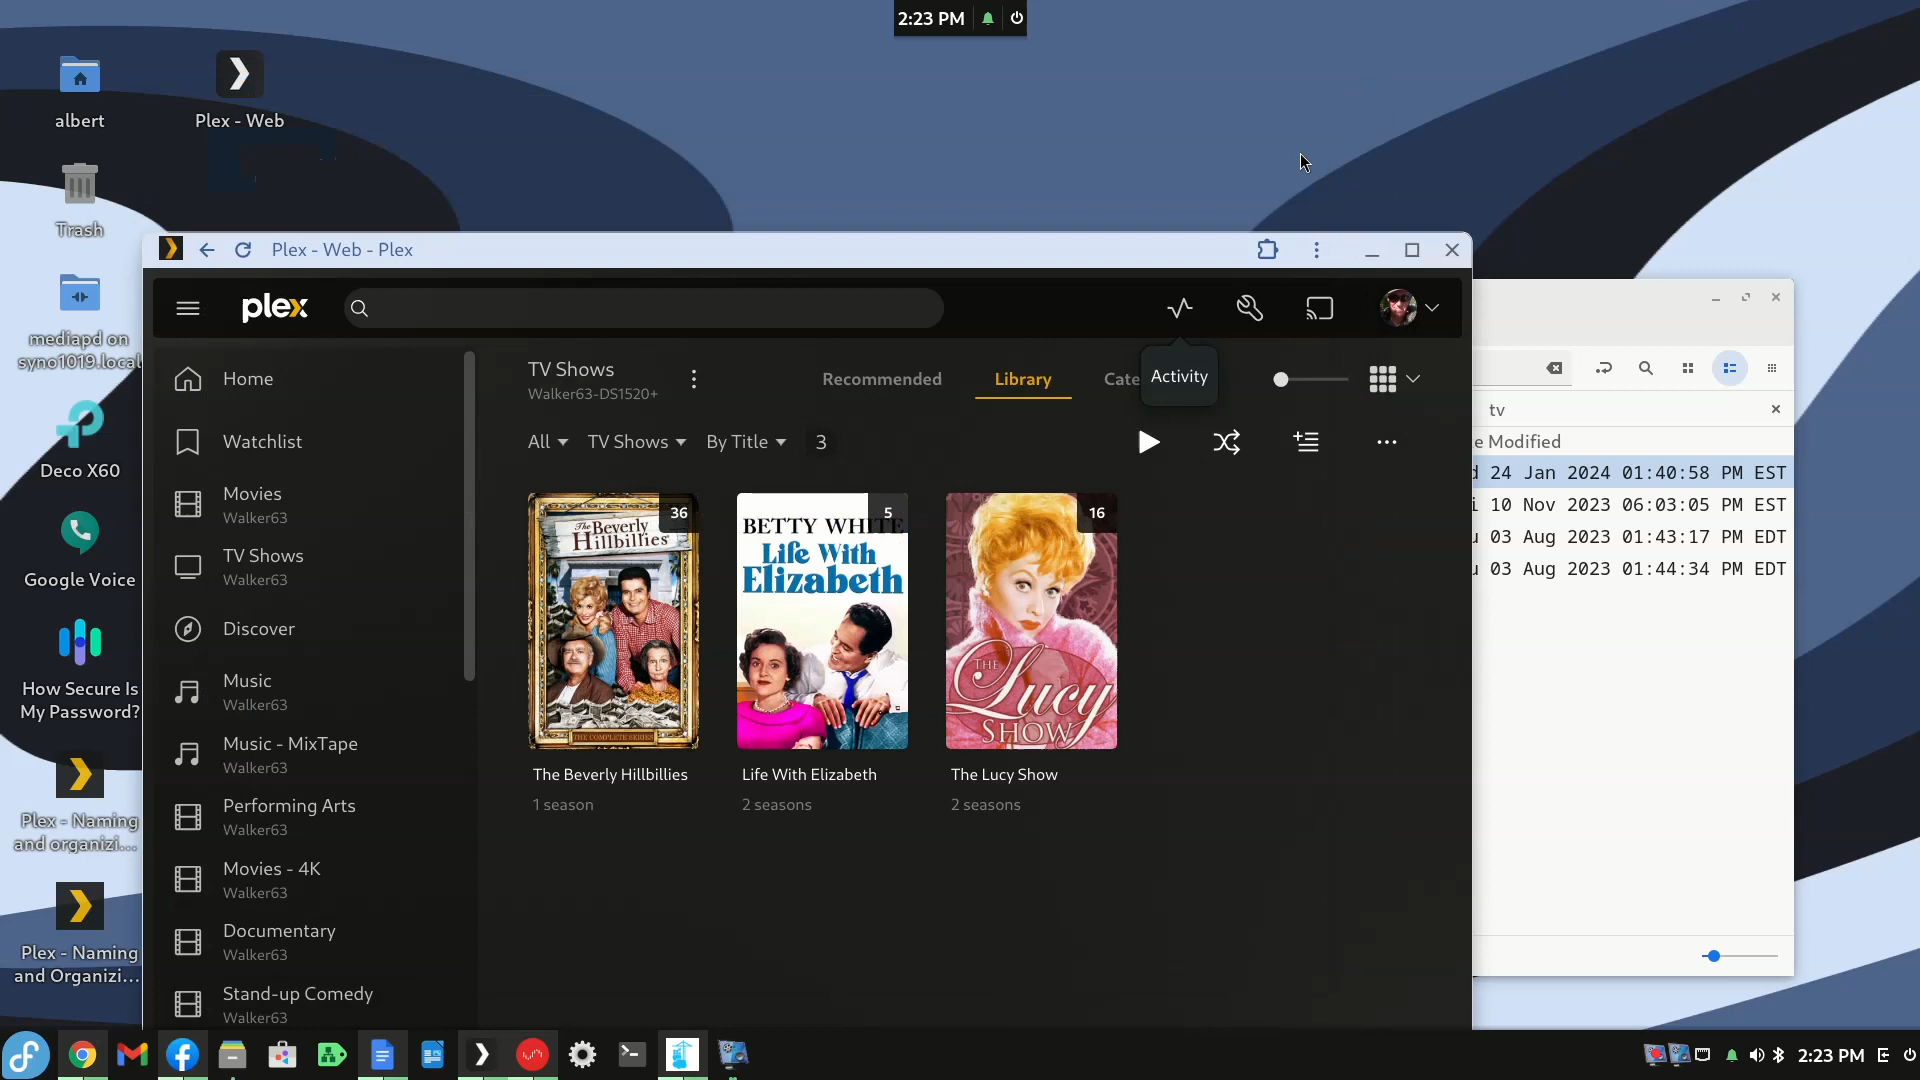 2:23 PM
albert
Plex - Web
Trash
mediapd on
syno1019.local
Deco X60
Google Voice
How Secure Is
My Password?
Plex - Naming
and organizi...
Plex - Naming
and Organizi...
Plex - Web - Plex
plex
Home
Watchlist
Movies
Walker63
TV Shows
Walker63
Discover
Music
Walker63
Music - MixTape
Walker63
Performing Arts
Walker63
Movies - 4K
Walker63
Documentary
Walker63
Stand-up Comedy
Walker63
TV Shows
Walker63-DS1520+
Recommended
Library
Cate
Activity
All
TV Shows
By Title
3
36
The Beverly
Hillbillies
THE COMPLETE SERIES
The Beverly Hillbillies
1 season
5
BETTY WHITE
Life With
Elizabeth
Life With Elizabeth
2 seasons
16
THE
Lucy
SHOW
The Lucy Show
2 seasons
tv
e Modified
d 24 Jan 2024 01:40:58 PM EST
i 10 Nov 2023 06:03:05 PM EST
u 03 Aug 2023 01:43:17 PM EDT
u 03 Aug 2023 01:44:34 PM EDT
2:23 PM